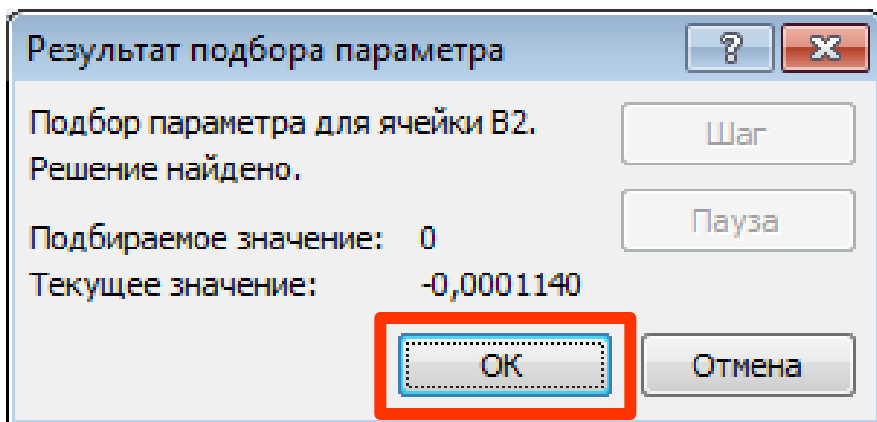 Результат подбора параметра
?
Подбор параметра для ячейки B2.
Решение найдено.
Шаг
Пауза
Подбираемое значение: 0
Текущее значение: -0,0001140
ОК
Отмена